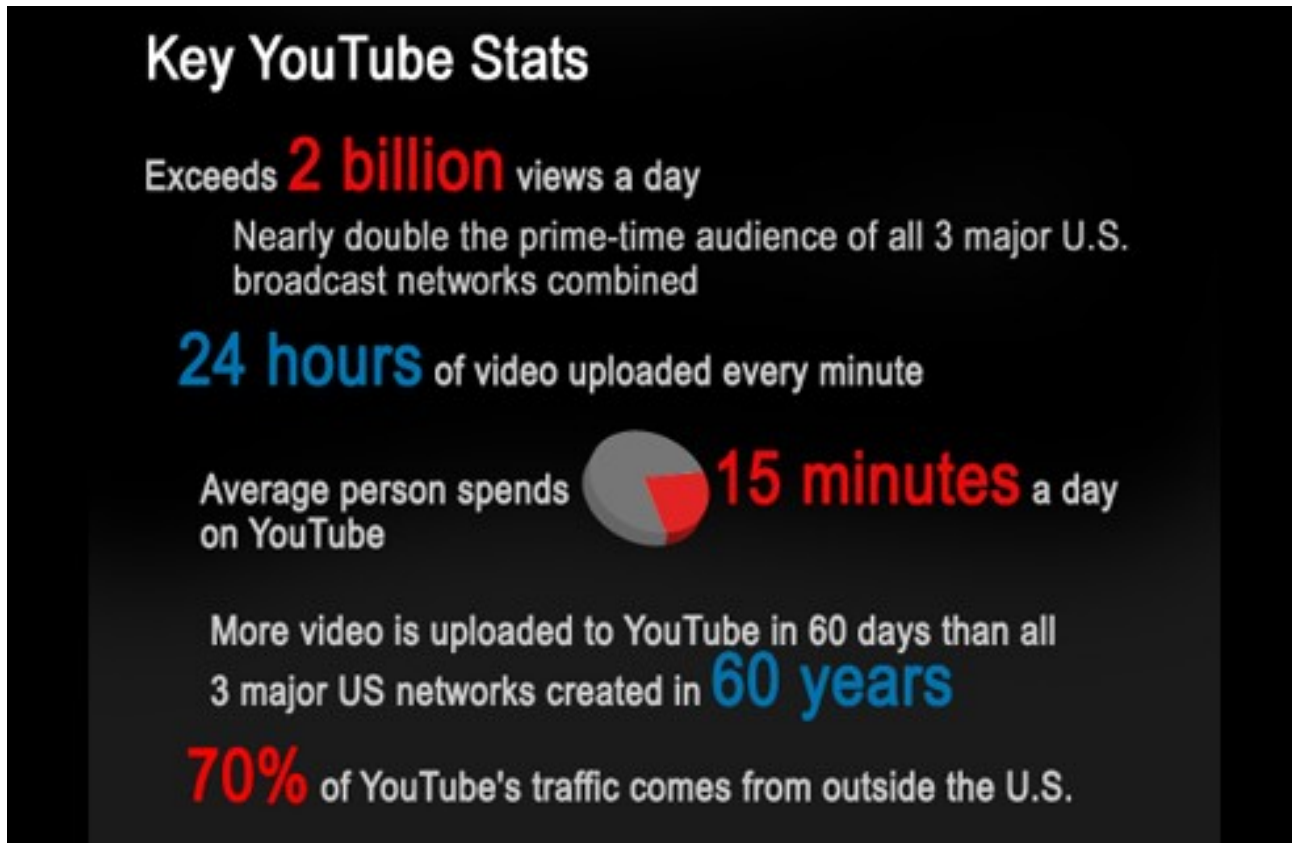 Key YouTube Stats
Exceeds 2 billion views a day
Nearly double the prime-time audience of all 3 major U.S.
broadcast networks combined
24 hours of video uploaded every minute
Average person spends 15 minutes a day
on YouTube
More video is uploaded to YouTube in 60 days than all
3 major US networks created in 60 years
70% of YouTube's traffic comes from outside the U.S.